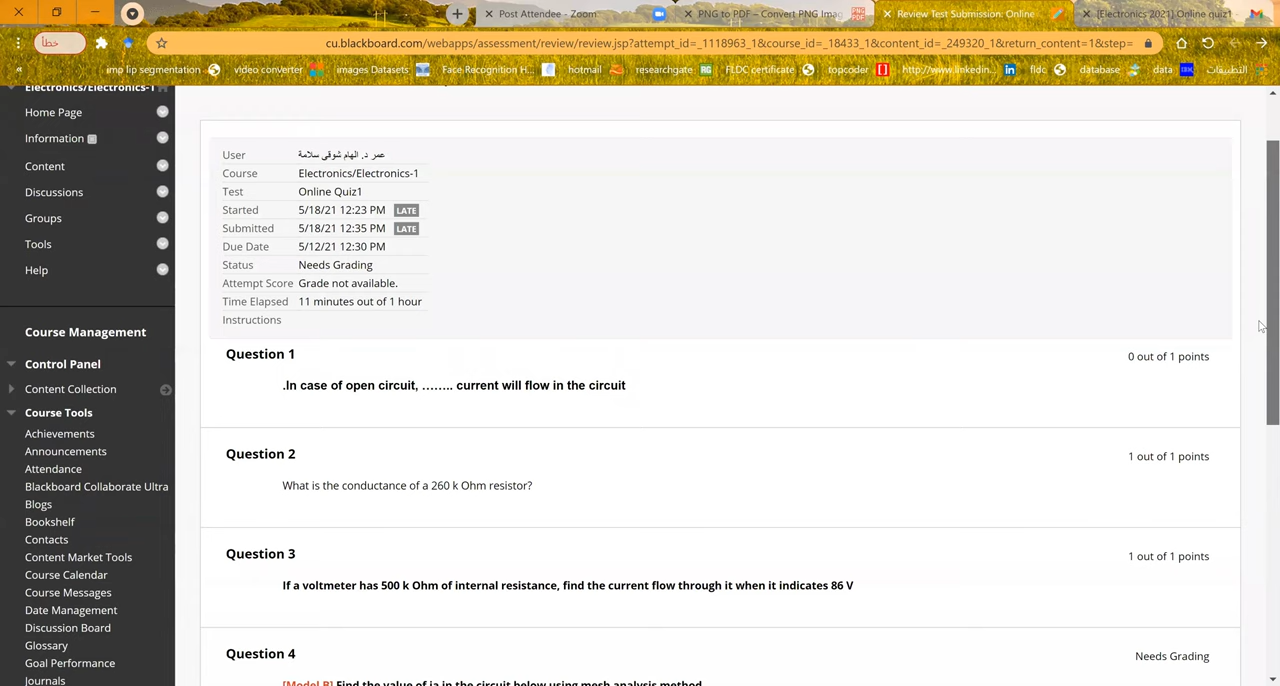 Post Attendee - Zoom
PNG to PDF – Convert PNG Imag
Review Test Submission: Online
[Electronics 2021] Online quiz1
خطأ
cu.blackboard.com/webapps/assessment/review/review.jsp?attempt_id=_1118963_1&course_id=_18433_1&content_id=_249320_1&return_content=1&step=
imp lip segmentation
video converter
images Datasets
Face Recognition H...
hotmail
researchgate
FLDC certificate
topcoder
http://www.linkedin...
fldc
database
data
التطبيقات
Electronics/Electronics-1
Home Page
Information
Content
Discussions
Groups
Tools
Help
Course Management
Control Panel
Content Collection
Course Tools
Achievements
Announcements
Attendance
Blackboard Collaborate Ultra
Blogs
Bookshelf
Contacts
Content Market Tools
Course Calendar
Course Messages
Date Management
Discussion Board
Glossary
Goal Performance
Journals
User عمر د. الهام شوقى سلامة
Course Electronics/Electronics-1
Test Online Quiz1
Started 5/18/21 12:23 PM LATE
Submitted 5/18/21 12:35 PM LATE
Due Date 5/12/21 12:30 PM
Status Needs Grading
Attempt Score Grade not available.
Time Elapsed 11 minutes out of 1 hour
Instructions
Question 1
0 out of 1 points
.In case of open circuit, …….. current will flow in the circuit
Question 2
1 out of 1 points
What is the conductance of a 260 k Ohm resistor?
Question 3
1 out of 1 points
If a voltmeter has 500 k Ohm of internal resistance, find the current flow through it when it indicates 86 V
Question 4
Needs Grading
[Model B] Find the value of ia in the circuit below using mesh analysis method